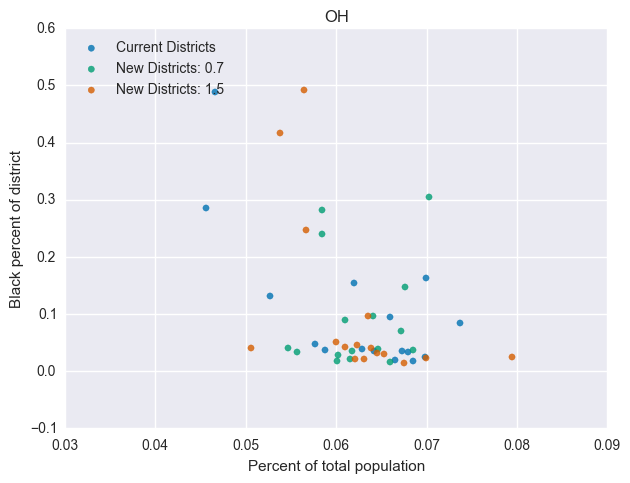 OH
Current Districts
New Districts: 0.7
New Districts: 1.5
0.6
0.5
0.4
0.3
0.2
0.1
0.0
−0.1
Black percent of district
0.03 0.04 0.05 0.06 0.07 0.08 0.09
Percent of total population